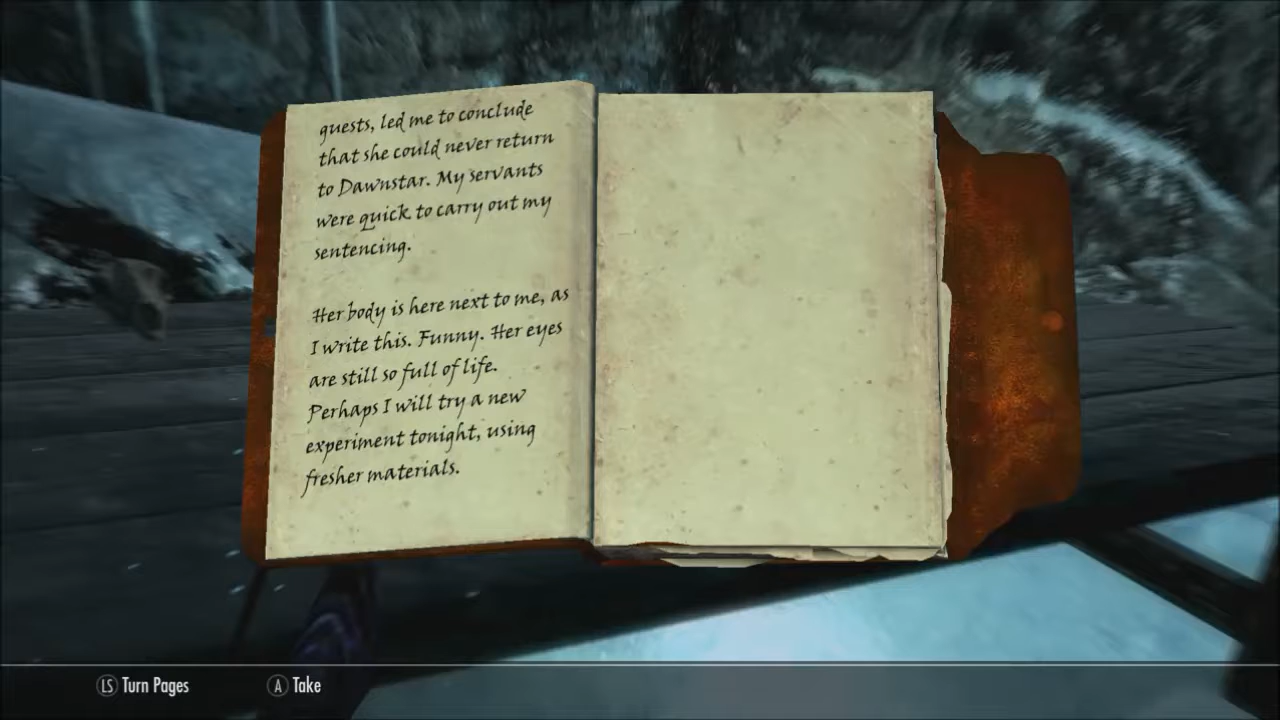 guests, led me to conclude
that she could never return
to Dawnstar. My servants
were quick to carry out my
sentencing.
Her body is here next to me, as
I write this. Funny. Her eyes
are still so full of life.
Perhaps I will try a new
experiment tonight, using
fresher materials.
LS Turn Pages
A Take